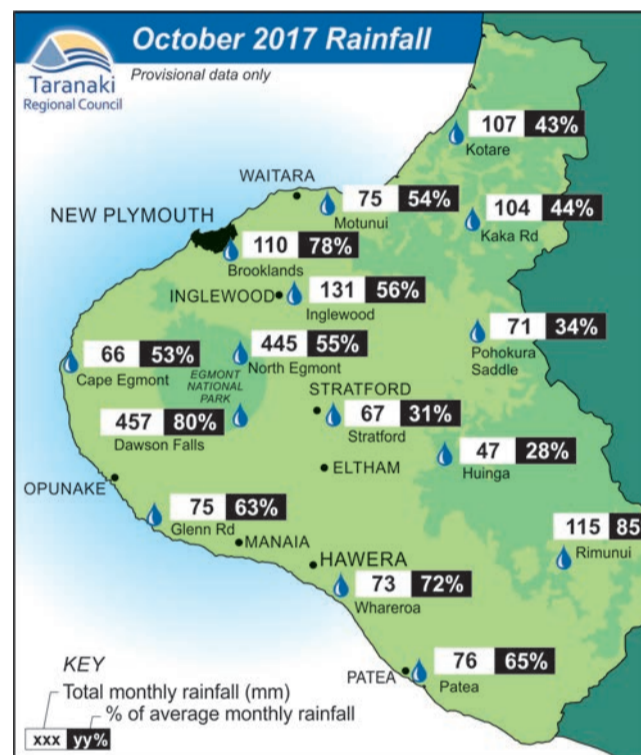 October 2017 Rainfall
Provisional data only
Taranaki
Regional Council
107 43%
Kotare
WAITARA
75 54%
Motunui
104 44%
Kaka Rd
NEW PLYMOUTH
110 78%
Brooklands
INGLEWOOD
131 56%
Inglewood
71 34%
Pohokura
Saddle
66 53%
Cape Egmont
445 55%
North Egmont
EGMONT
NATIONAL
PARK
457 80%
Dawson Falls
STRATFORD
67 31%
Stratford
47 28%
Huinga
ELTHAM
OPUNAKE
75 63%
Glenn Rd
MANAIA
115 85
Rimunui
HAWERA
73 72%
Whareroa
76 65%
Patea
PATEA
KEY
Total monthly rainfall (mm)
% of average monthly rainfall
xxx yy%